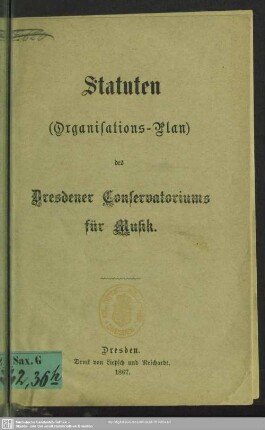 Statuten
(Organisations-Plan)
des
Dresdener Conservatoriums
für Musik.
Dresden.
Druck von Liepsch und Reichardt.
1867.
Sax. G